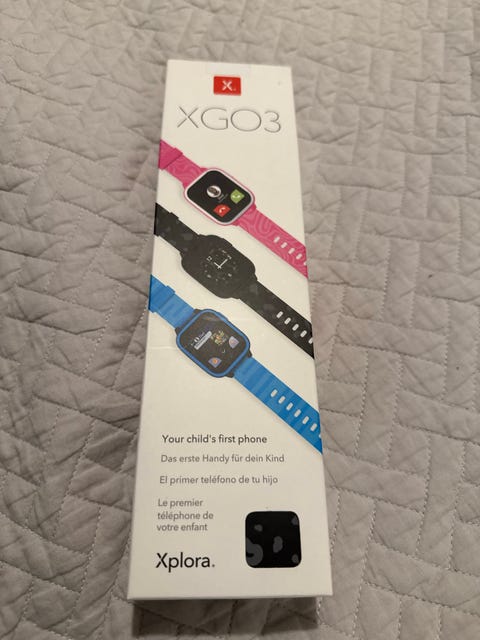 X
XGO3
Your child's first phone
Das erste Handy für dein Kind
El primer teléfono de tu hijo
Le premier
téléphone de
votre enfant
Xplora.